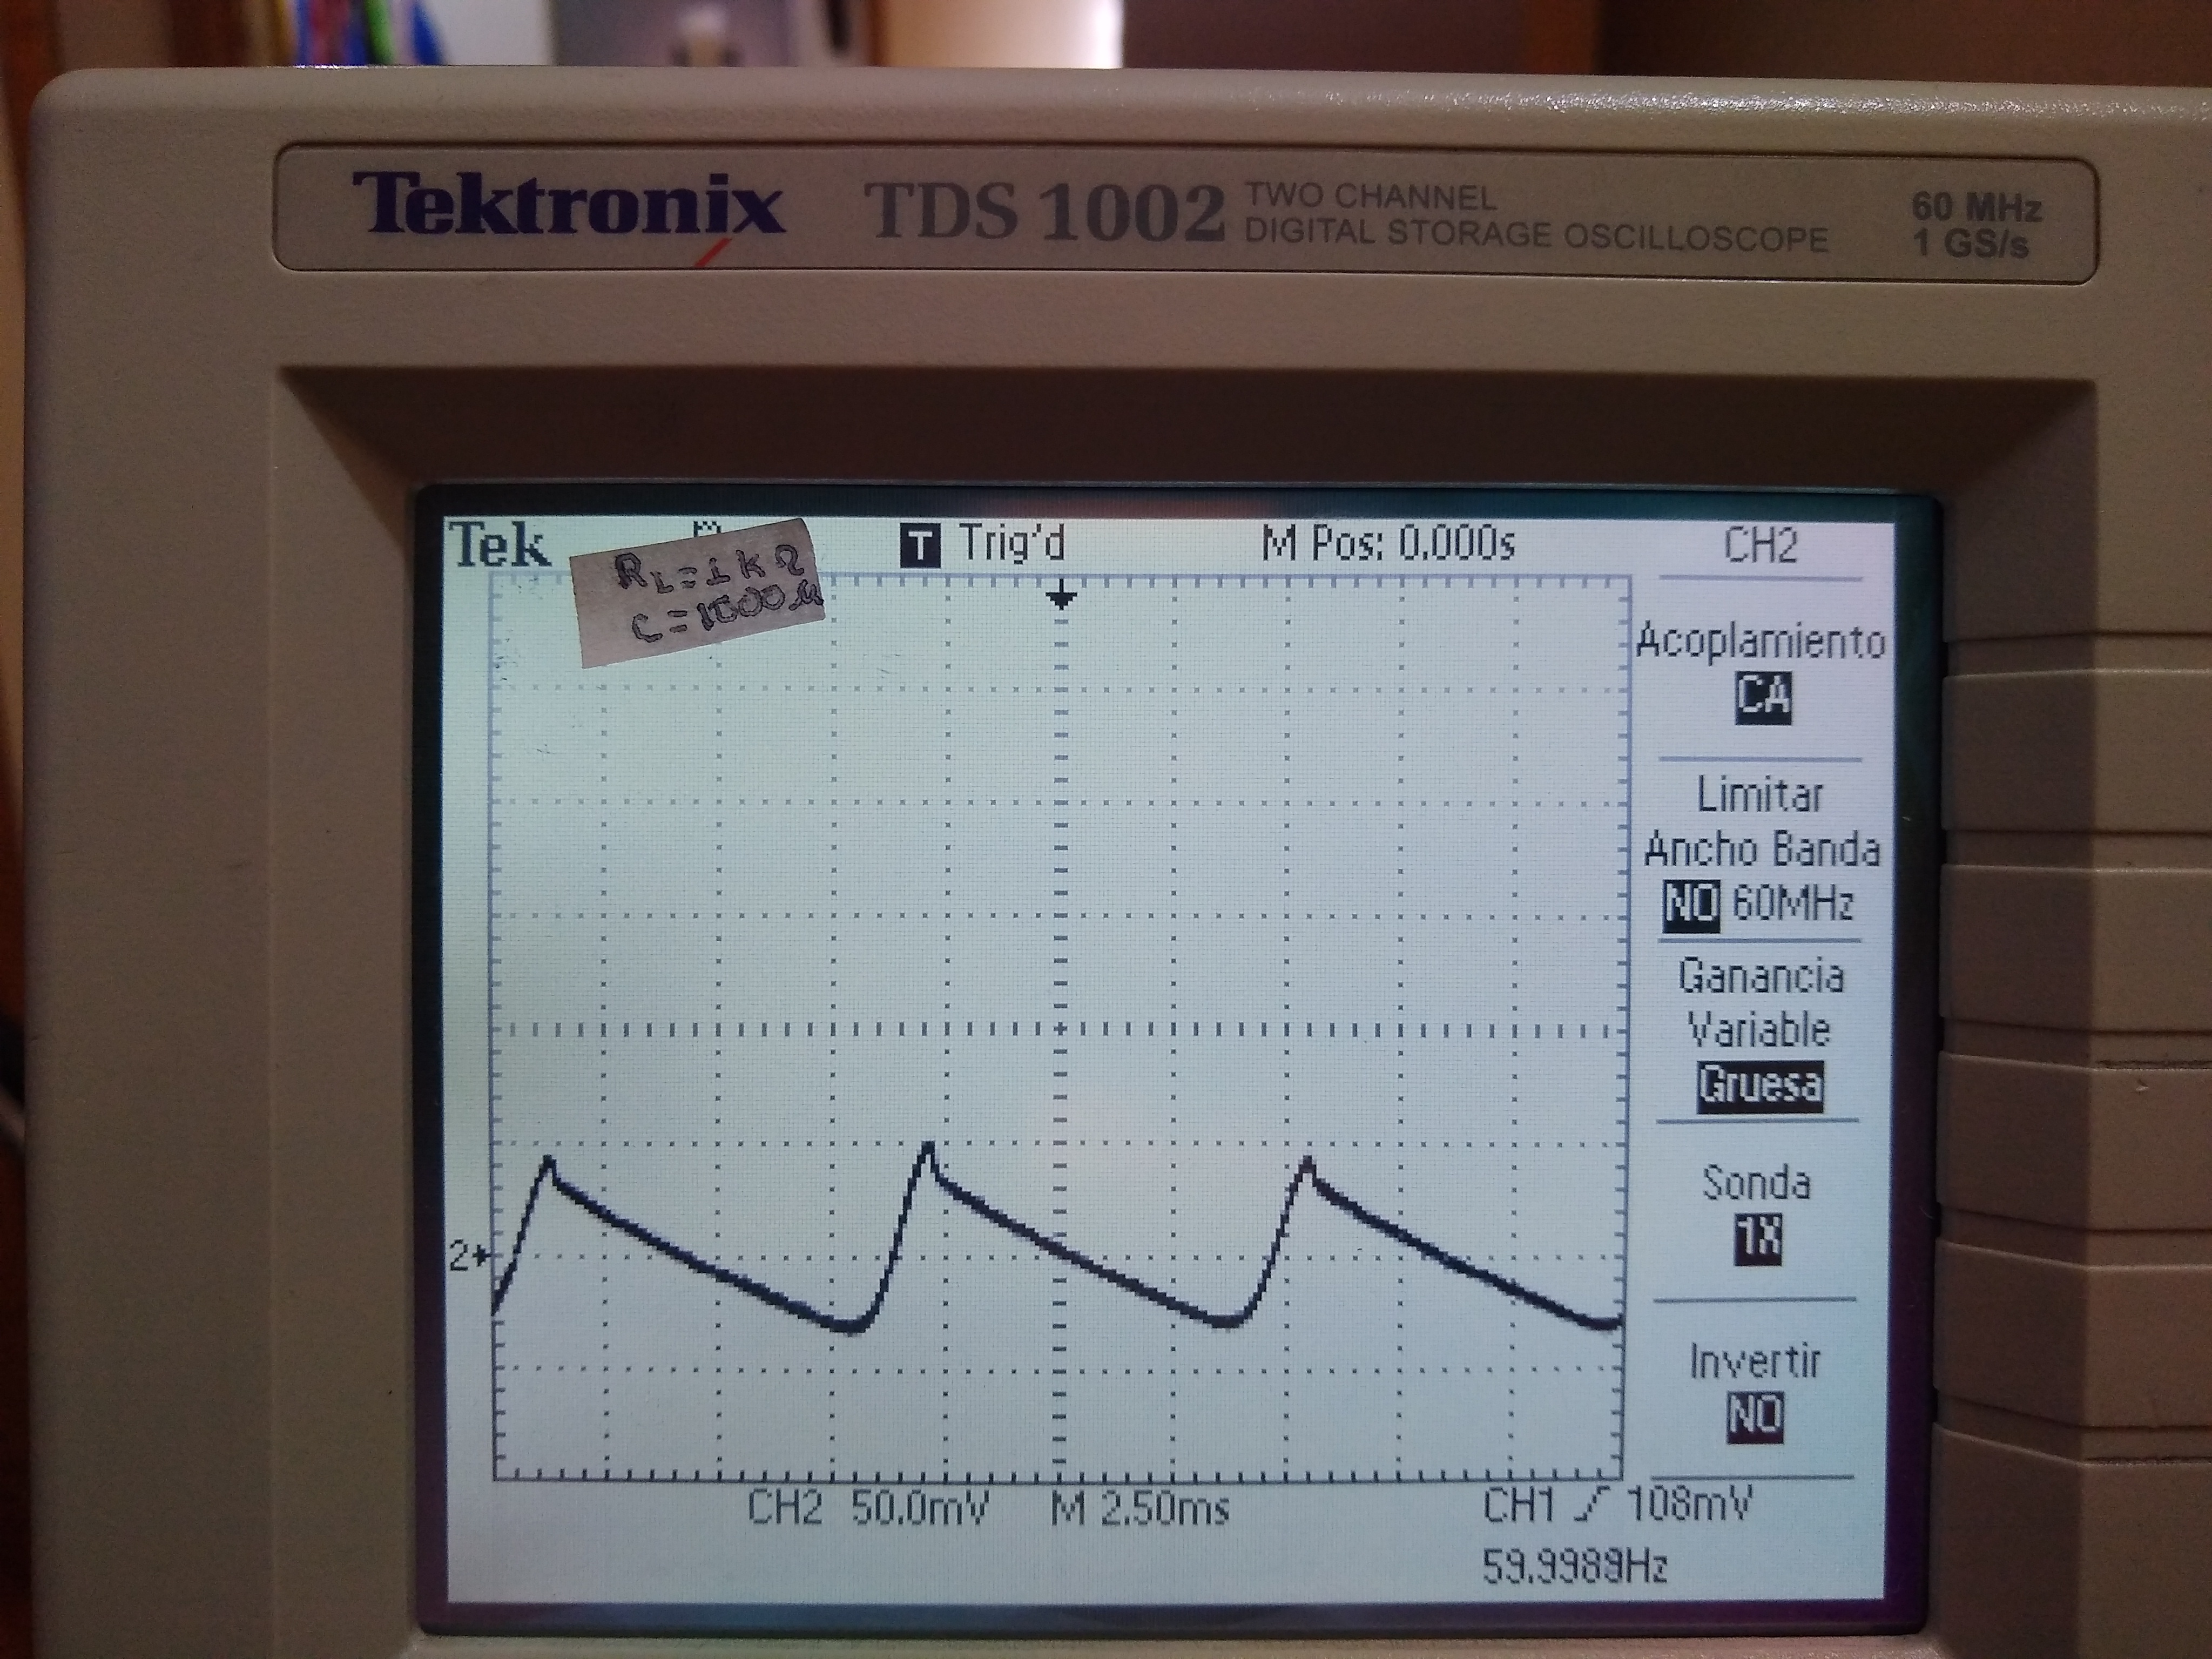 Tektronix TDS 1002 TWO CHANNEL
DIGITAL STORAGE OSCILLOSCOPE
60 MHz
1 GS/s
Tek
T Trig'd
M Pos: 0.000s
RL=1kΩ
C=1000µ
CH2
Acoplamiento
CA
Limitar
Ancho Banda
NO 60MHz
Ganancia
Variable
Gruesa
Sonda
1X
Invertir
NO
2
CH2 50.0mV
M 2.50ms
CH1 108mV
59.9989Hz